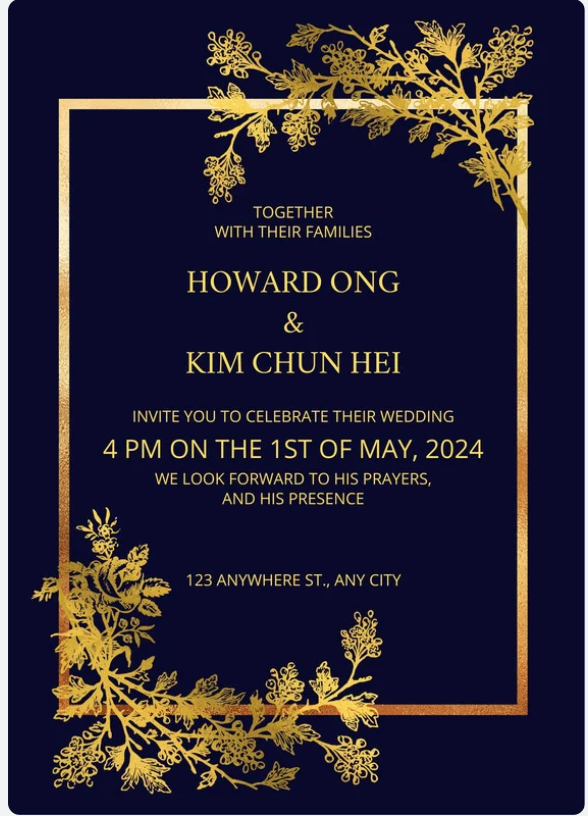 TOGETHER
WITH THEIR FAMILIES
HOWARD ONG
&
KIM CHUN HEI
INVITE YOU TO CELEBRATE THEIR WEDDING
4 PM ON THE 1ST OF MAY, 2024
WE LOOK FORWARD TO HIS PRAYERS,
AND HIS PRESENCE
123 ANYWHERE ST., ANY CITY